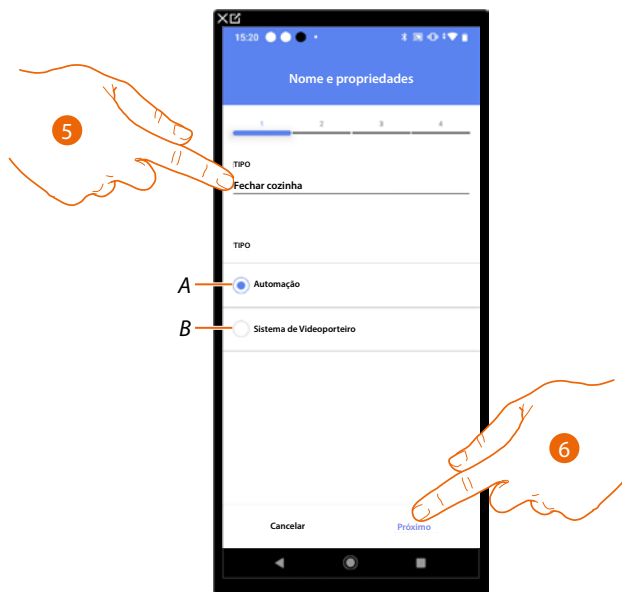 15:20
Nome e propriedades
1 2 3 4
TIPO
Fechar cozinha
5
TIPO
A
Automação
B
Sistema de Videoporteiro
6
Cancelar Próximo